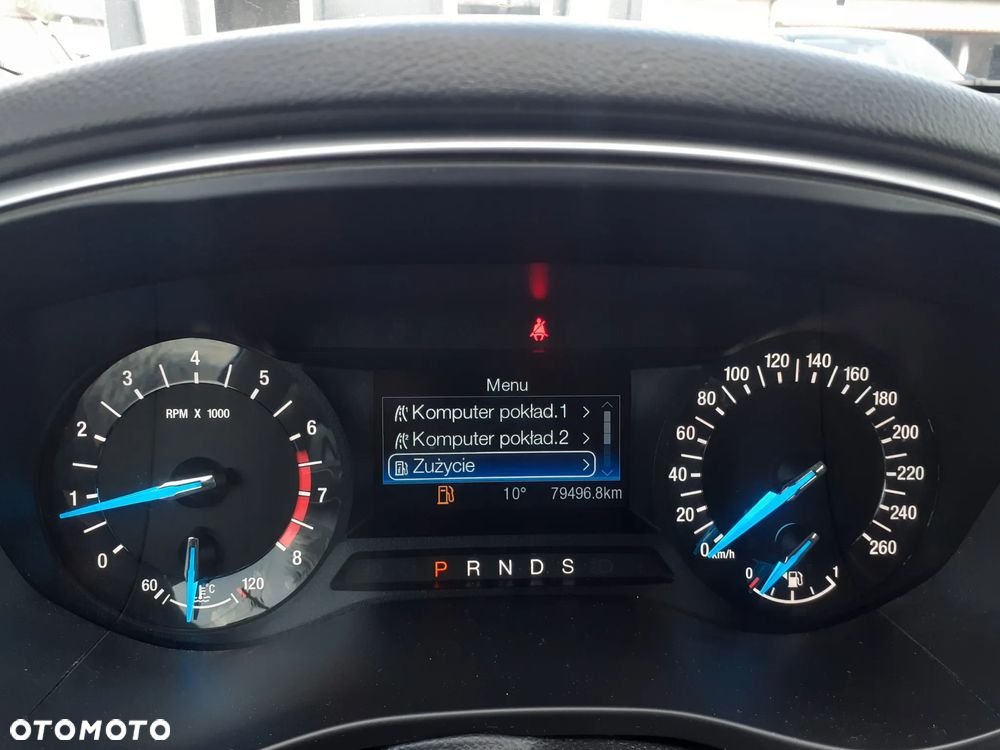 RPM X 1000
0
1
2
3
4
5
6
7
8
60
°C
120
Menu
Komputer pokład.1
Komputer pokład.2
Zużycie
10° 79496.8km
P R N D S
0
20
40
60
80
100
120
140
160
180
200
220
240
260
km/h
0
1
OTOMOTO